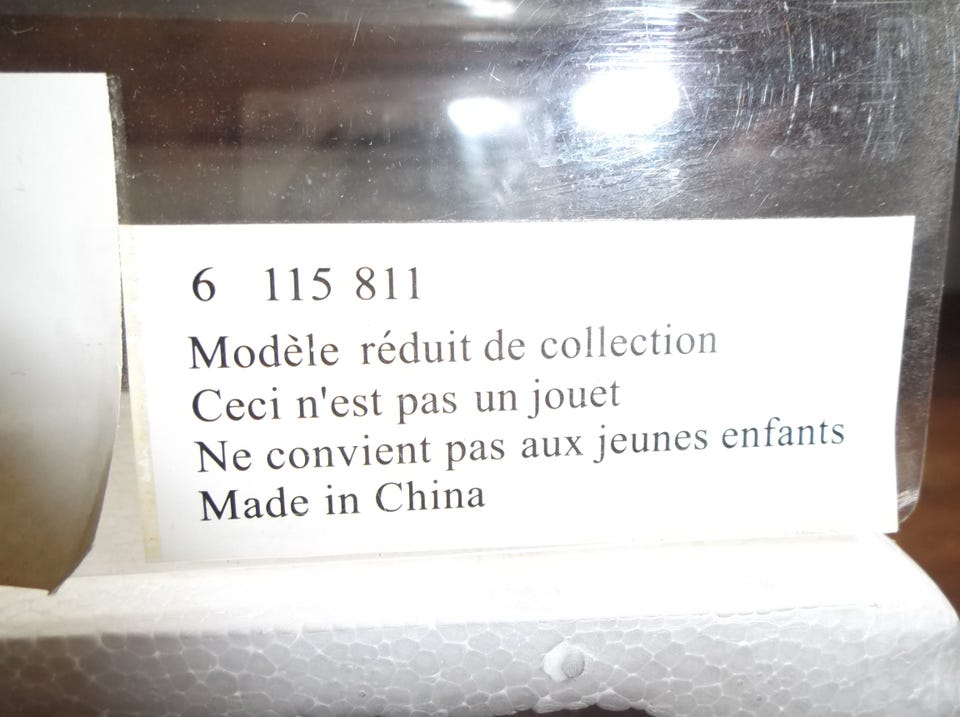 6 115 811
Modèle réduit de collection
Ceci n'est pas un jouet
Ne convient pas aux jeunes enfants
Made in China